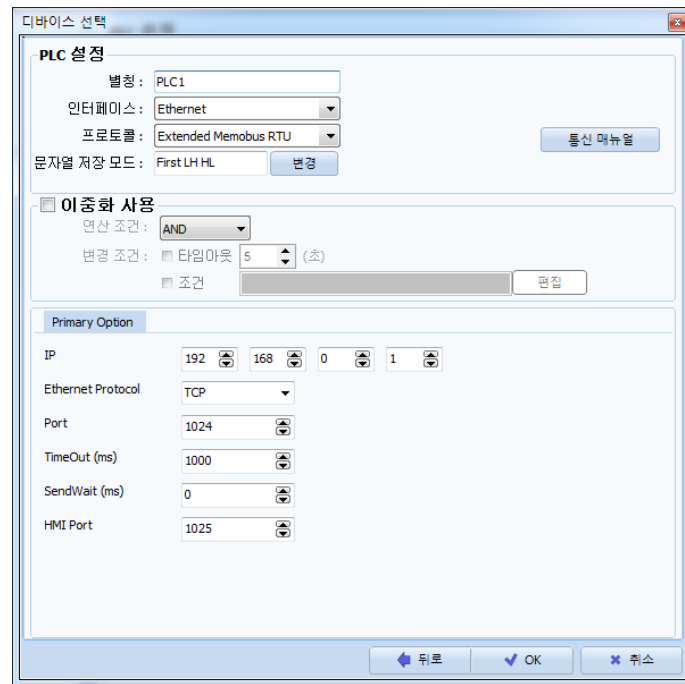 디바이스 선택
PLC 설정
별칭 : PLC1
인터페이스 : Ethernet
프로토콜 : Extended Memobus RTU 통신 매뉴얼
문자열 저장 모드 : First LH HL 변경
이중화 사용
연산 조건 : AND
변경 조건 : 타임아웃 5 (초)
조건 편집
Primary Option
IP 192 168 0 1
Ethernet Protocol TCP
Port 1024
TimeOut (ms) 1000
SendWait (ms) 0
HMI Port 1025
뒤로 OK 취소